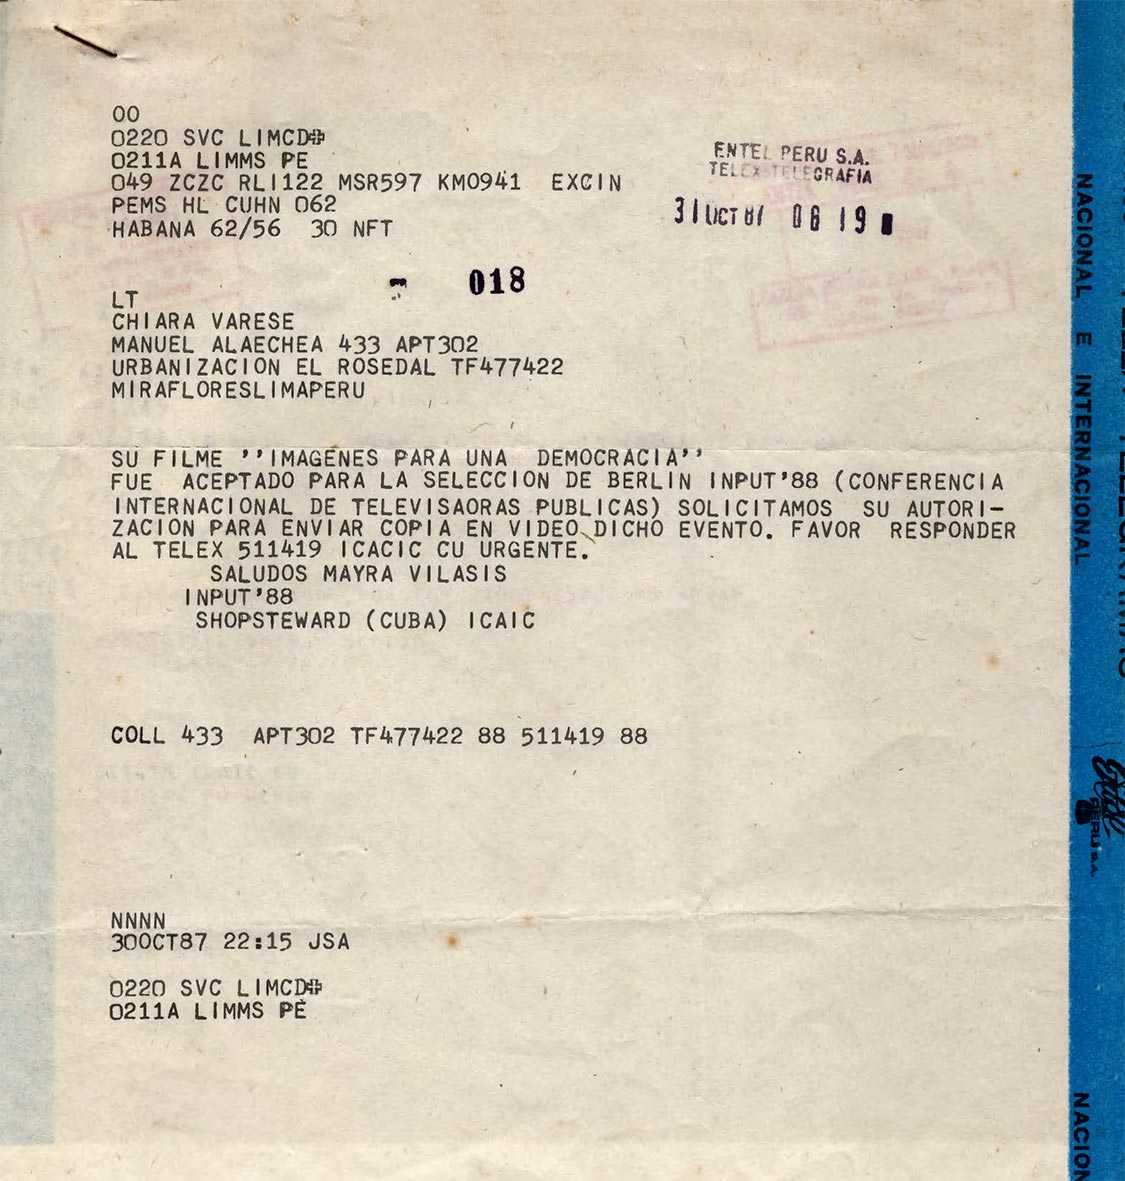 00
0220 SVC LIMCD
0211A LIMMS PE
049 ZCZC RLI122 MSR597 KM0941  EXCIN
PEMS HL CUHN 062
HABANA 62/56  30 NFT
ENTEL PERU S.A.
TELEX TELEGRAFIA
31 OCT 87 06 19
018
LT
CHIARA VARESE
MANUEL ALAECHEA 433 APT302
URBANIZACION EL ROSEDAL TF477422
MIRAFLORESLIMAPERU
SU FILME ''IMAGENES PARA UNA  DEMOCRACIA''
FUE  ACEPTADO PARA LA SELECCION DE BERLIN INPUT'88 (CONFERENCIA
INTERNACIONAL DE TELEVISAORAS PUBLICAS) SOLICITAMOS  SU AUTORI-
ZACION PARA ENVIAR COPIA EN VIDEO DICHO EVENTO. FAVOR  RESPONDER
AL TELEX 511419 ICACIC CU URGENTE.
SALUDOS MAYRA VILASIS
INPUT'88
SHOPSTEWARD (CUBA) ICAIC
COLL 433  APT302 TF477422 88 511419 88
NNNN
30OCT87 22:15 JSA
0220 SVC LIMCD
0211A LIMMS PE
NACIONAL E INTERNACIONAL
PERU S.A.
NACION